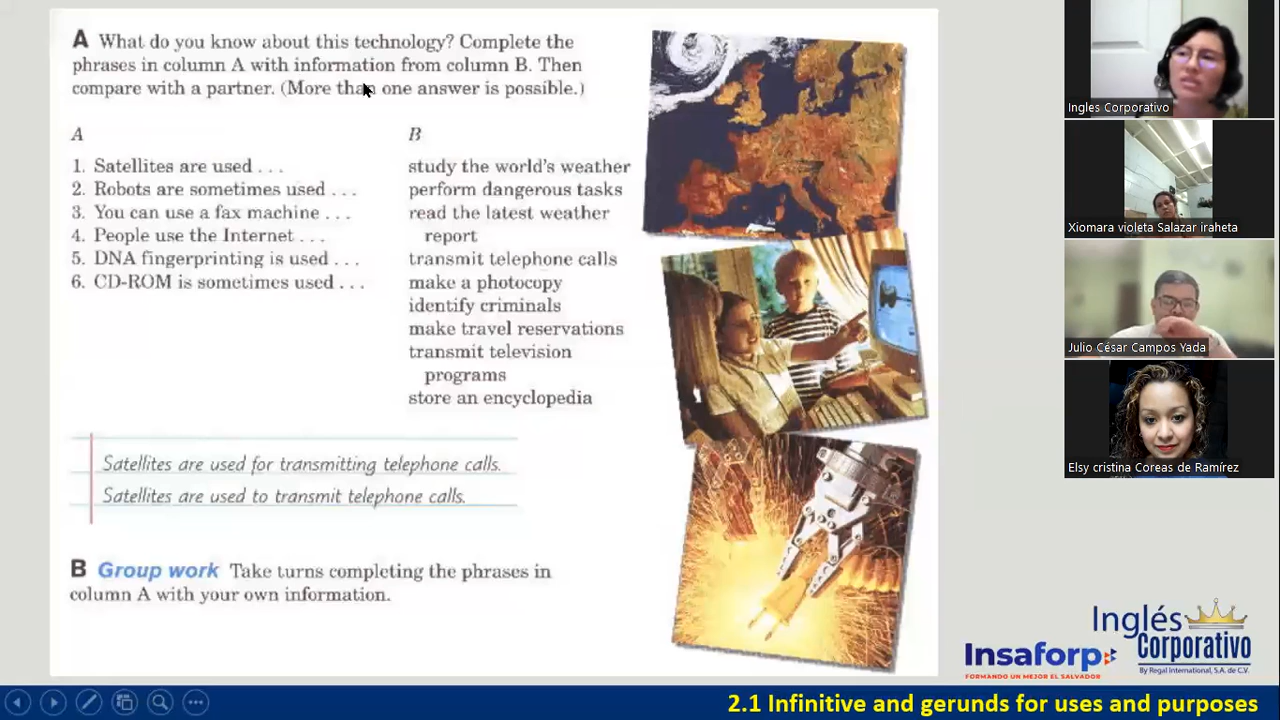 A What do you know about this technology? Complete the
phrases in column A with information from column B. Then
compare with a partner. (More than one answer is possible.)
A
1. Satellites are used . . .
2. Robots are sometimes used . . .
3. You can use a fax machine . . .
4. People use the Internet . . .
5. DNA fingerprinting is used . . .
6. CD-ROM is sometimes used . . .
B
study the world's weather
perform dangerous tasks
read the latest weather
report
transmit telephone calls
make a photocopy
identify criminals
make travel reservations
transmit television
programs
store an encyclopedia
Satellites are used for transmitting telephone calls.
Satellites are used to transmit telephone calls.
B Group work Take turns completing the phrases in
column A with your own information.
Ingles Corporativo
Xiomara violeta Salazar iraheta
Julio César Campos Yada
Elsy cristina Coreas de Ramírez
Insaforp
FORMANDO UN MEJOR EL SALVADOR
Inglés
Corporativo
By Regal International, S.A. de C.V.
2.1 Infinitive and gerunds for uses and purposes